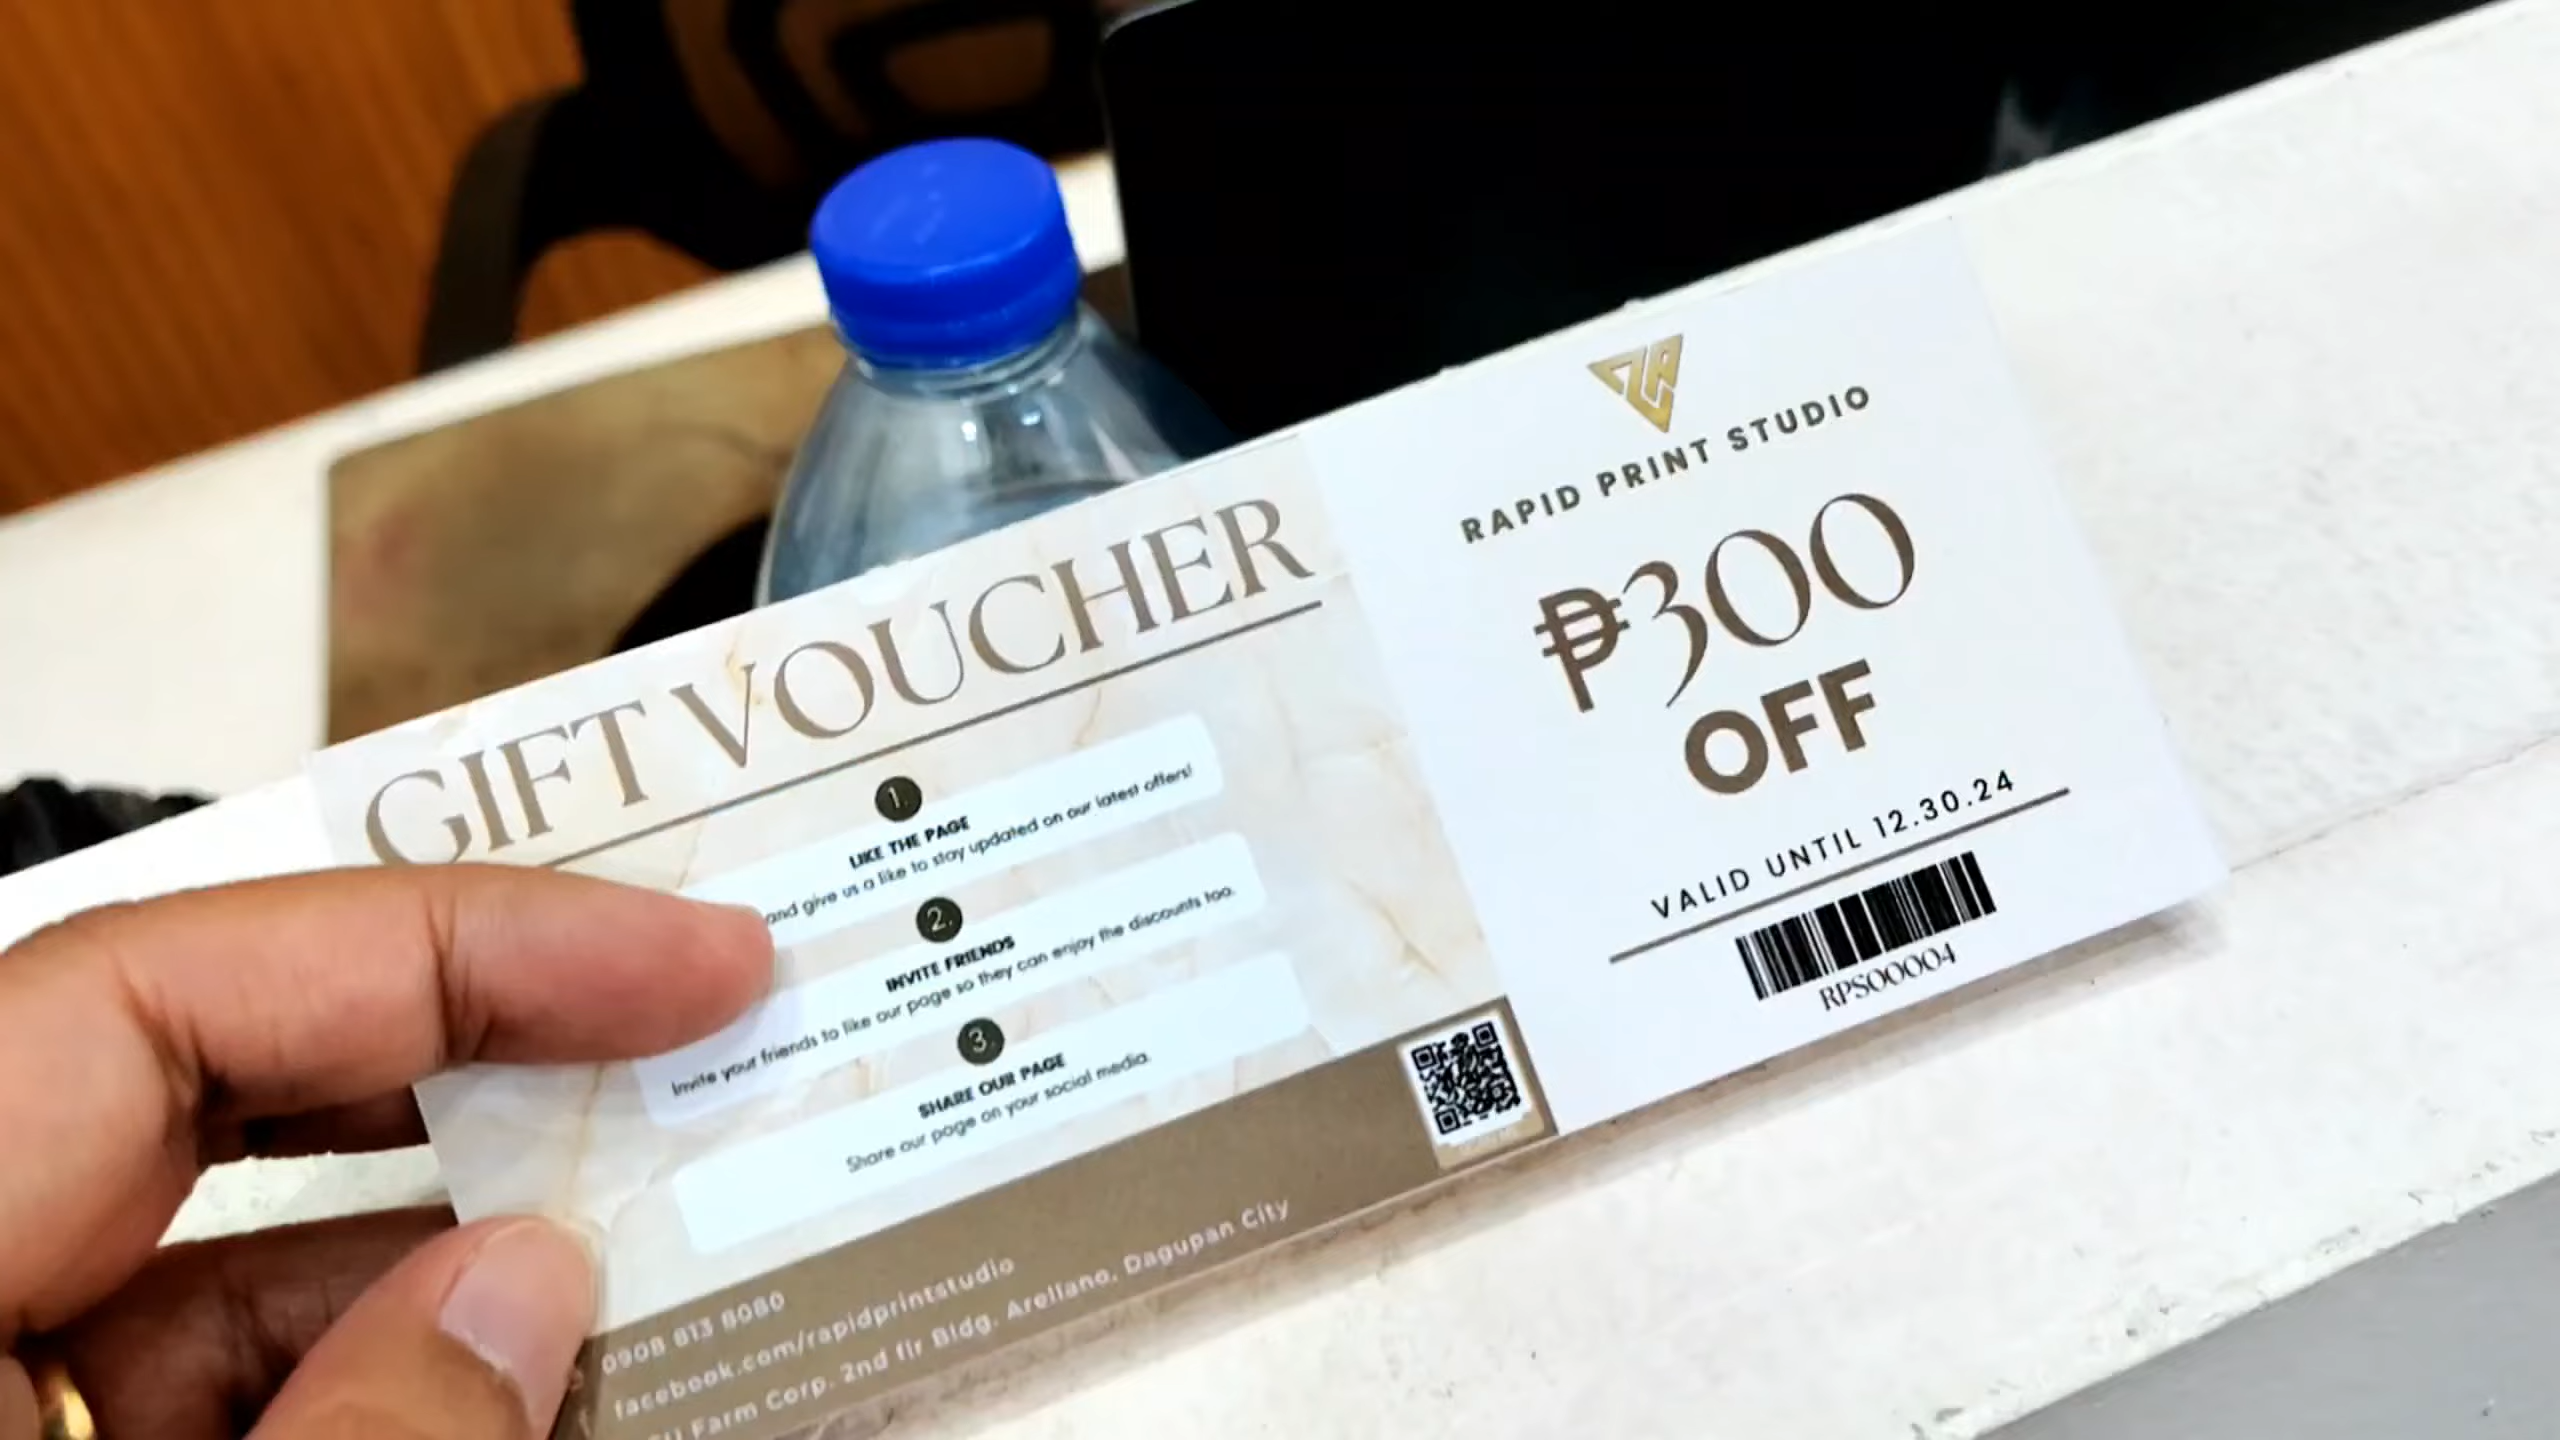 GIFT VOUCHER
1.
LIKE THE PAGE
and give us a like to stay updated on our latest offers!
2.
INVITE FRIENDS
Invite your friends to like our page so they can enjoy the discounts too.
3.
SHARE OUR PAGE
Share our page on your social media.
0908 813 8080
facebook.com/rapidprintstudio
Farm Corp. 2nd flr Bldg. Arellano, Dagupan City
RAPID PRINT STUDIO
₱300
OFF
VALID UNTIL 12.30.24
RPS00004